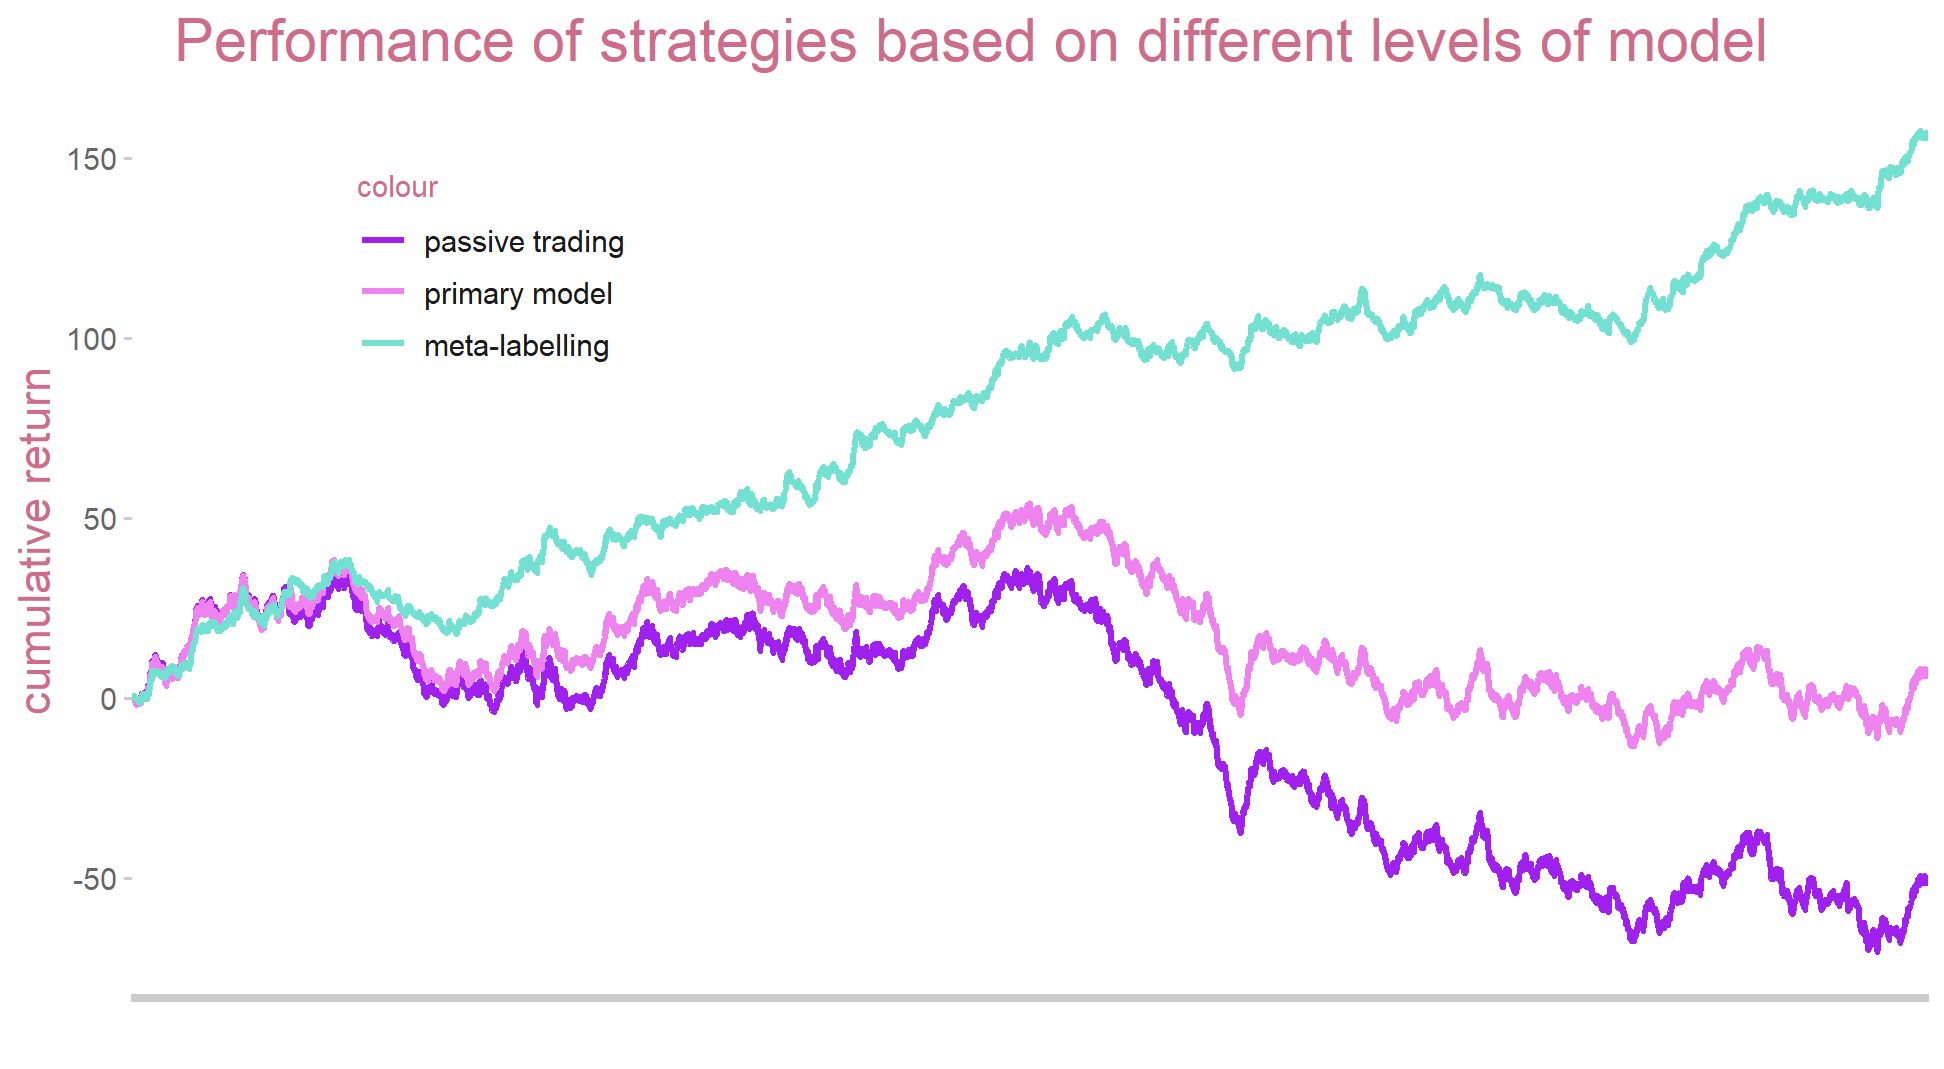 Performance of strategies based on different levels of model
cumulative return
150
100
50
0
-50
colour
passive trading
primary model
meta-labelling